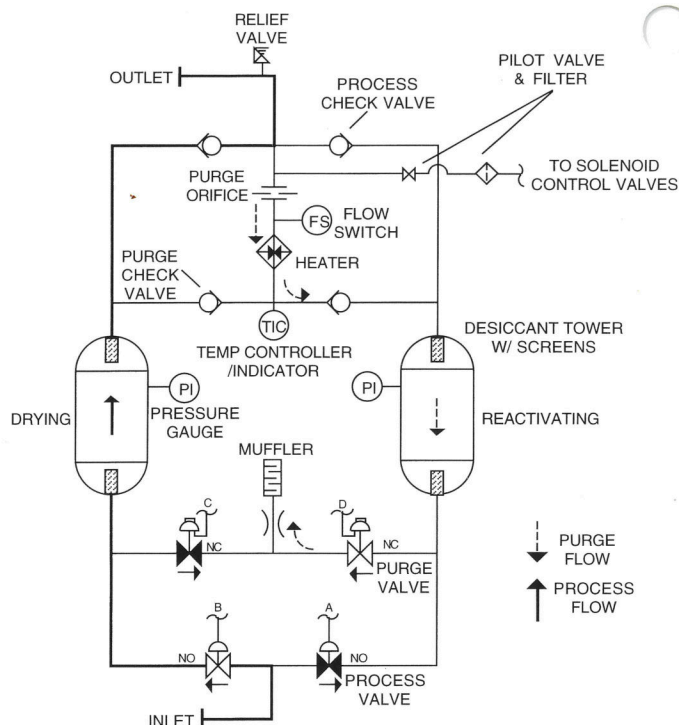 RELIEF
VALVE
OUTLET
PROCESS
CHECK VALVE
PILOT VALVE
& FILTER
TO SOLENOID
CONTROL VALVES
PURGE
ORIFICE
FS
FLOW
SWITCH
HEATER
PURGE
CHECK
VALVE
TIC
TEMP CONTROLLER
/INDICATOR
DESICCANT TOWER
W/ SCREENS
DRYING
PI
PRESSURE
GAUGE
PI
REACTIVATING
MUFFLER
C
D
NC
NC
PURGE
VALVE
PURGE
FLOW
PROCESS
FLOW
B
A
NO
NO
PROCESS
VALVE
INLET